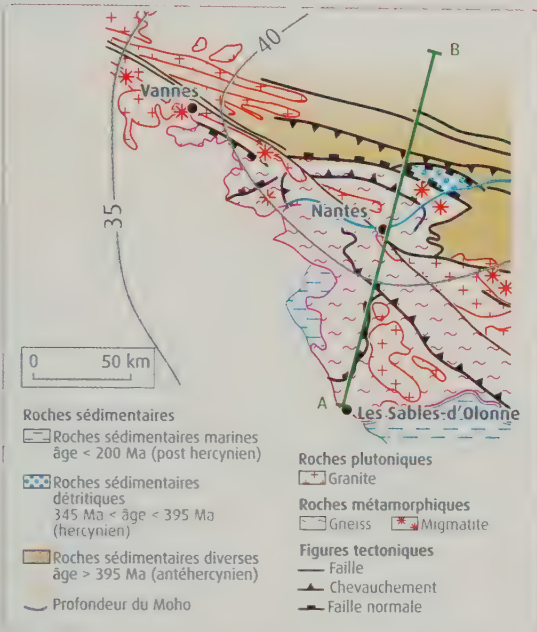 40
B
Vannes
35
Nantes
0 50 km
A
Les Sables-d'Olonne
Roches sédimentaires
Roches sédimentaires marines
âge < 200 Ma (post hercynien)
Roches sédimentaires
détritiques
345 Ma < âge < 395 Ma
(hercynien)
Roches sédimentaires diverses
âge > 395 Ma (antéhercynien)
Profondeur du Moho
Roches plutoniques
Granite
Roches métamorphiques
Gneiss Migmatite
Figures tectoniques
Faille
Chevauchement
Faille normale